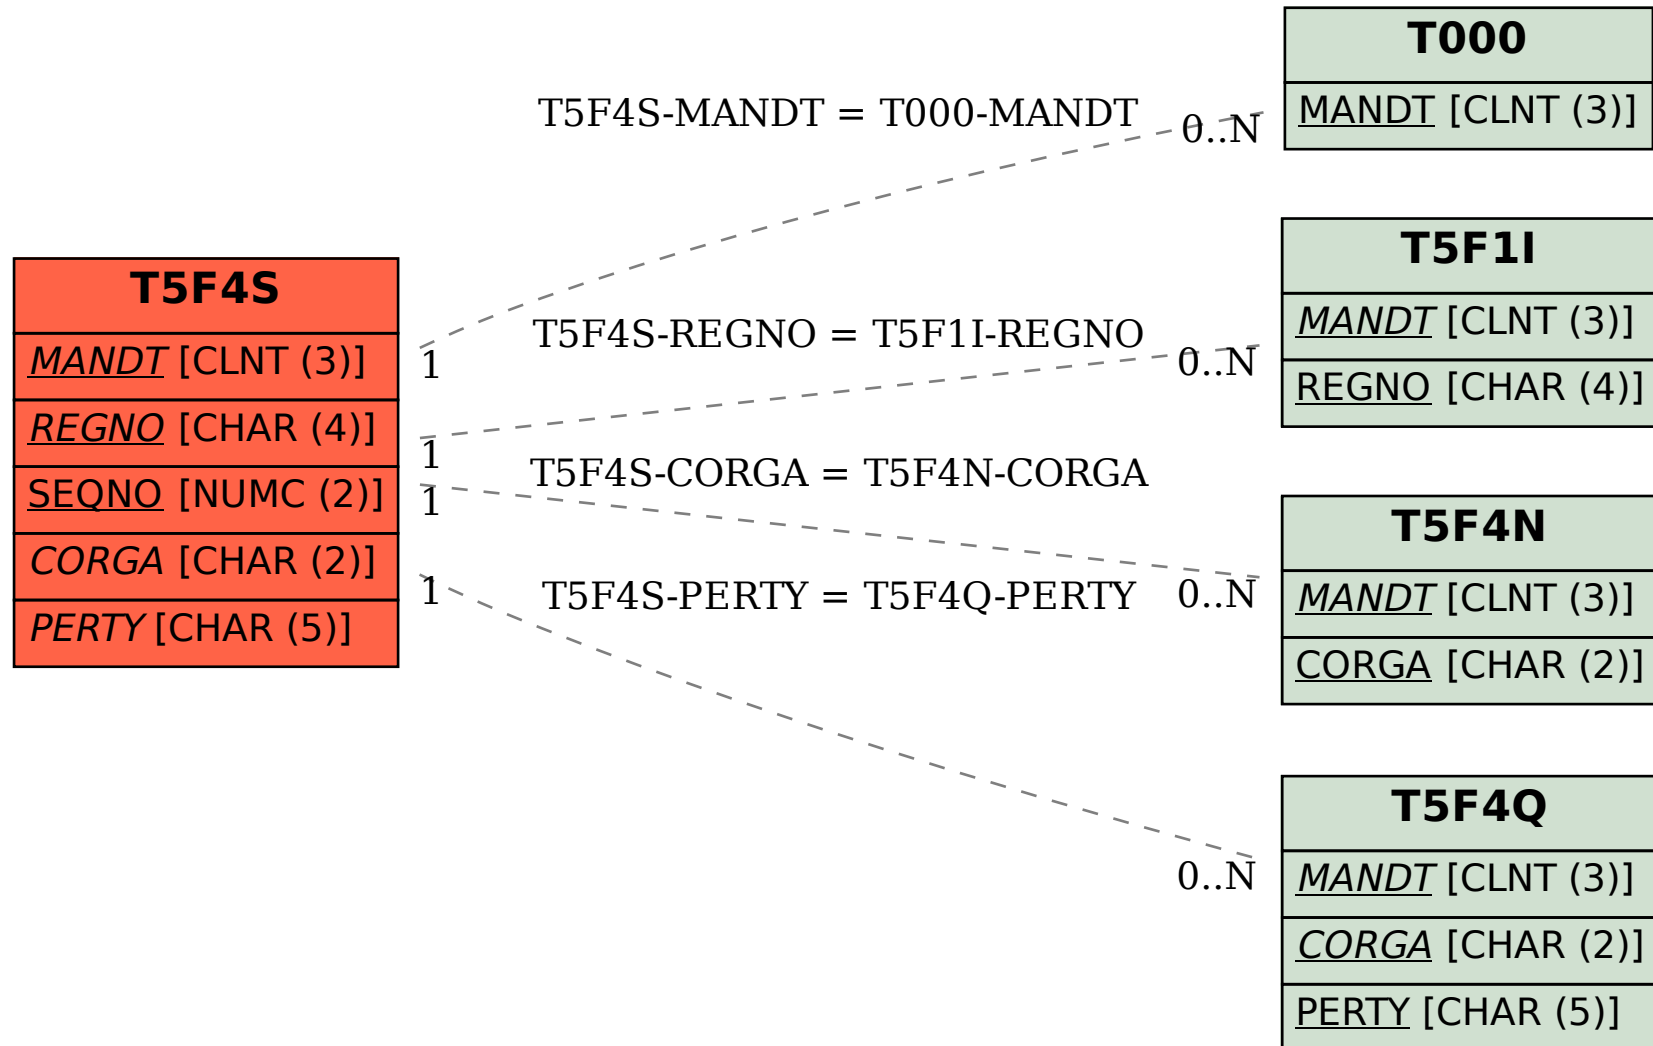 T5F4S
MANDT [CLNT (3)]
REGNO [CHAR (4)]
SEQNO [NUMC (2)]
CORGA [CHAR (2)]
PERTY [CHAR (5)]
T5F4S-MANDT = T000-MANDT
1
0..N
T5F4S-REGNO = T5F1I-REGNO
1
0..N
T5F4S-CORGA = T5F4N-CORGA
1
0..N
T5F4S-PERTY = T5F4Q-PERTY
1
0..N
T000
MANDT [CLNT (3)]
T5F1I
MANDT [CLNT (3)]
REGNO [CHAR (4)]
T5F4N
MANDT [CLNT (3)]
CORGA [CHAR (2)]
T5F4Q
MANDT [CLNT (3)]
CORGA [CHAR (2)]
PERTY [CHAR (5)]